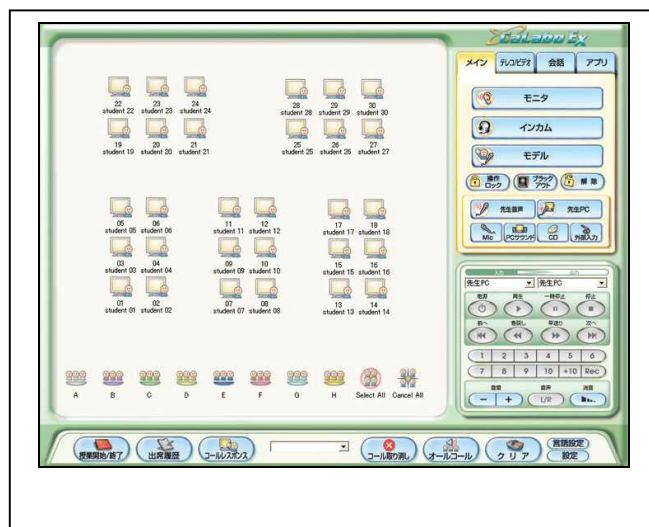 CaLabo Ex
メイン テレコ/ビデオ 会話 アプリ
22 23 24
student 22 student 23 student 24
28 29 30
student 28 student 29 student 30
19 20 21
student 19 student 20 student 21
25 26 27
student 25 student 26 student 27
05 06
student 05 student 06
11 12
student 11 student 12
17 18
student 17 student 18
03 04
student 03 student 04
09 10
student 09 student 10
15 16
student 15 student 16
01 02
student 01 student 02
07 08
student 07 student 08
13 14
student 13 student 14
A B C D E F G H Select All Cancel All
モニタ
インカム
モデル
操作
ロック
ブラック
アウト
解除
先生音声 先生PC
Mic PCサウンド CD 外部入力
入力 出力
先生PC 先生PC
電源 再生 一時停止 停止
前へ 巻戻し 早送り 次へ
1 2 3 4 5 6
7 8 9 10 +10 Rec
音量 音声 消音
− + L/R
授業開始/終了 出席履歴 コールレスポンス コール取り消し オールコール クリア 言語設定
設定